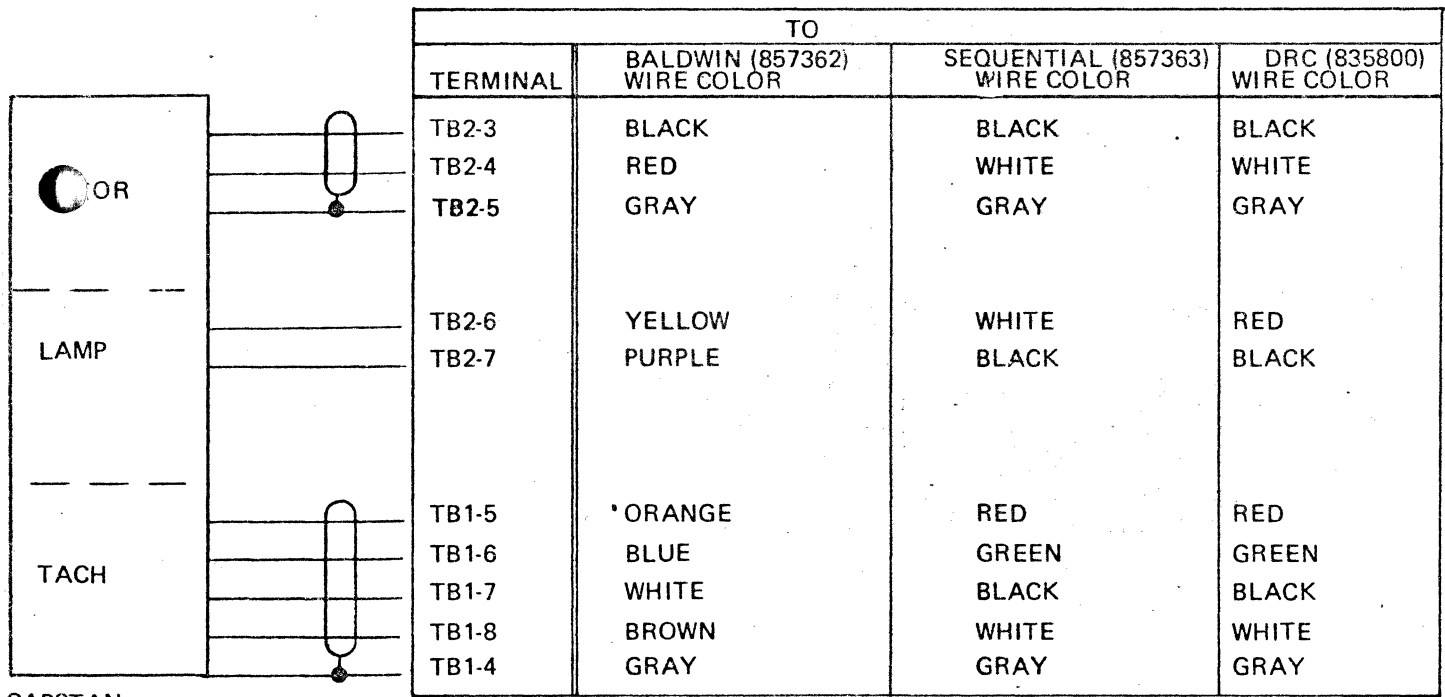 TO
TERMINAL BALDWIN (857362) WIRE COLOR SEQUENTIAL (857363) WIRE COLOR DRC (835800) WIRE COLOR
TB2-3 BLACK BLACK BLACK
TB2-4 RED WHITE WHITE
OR
TB2-5 GRAY GRAY GRAY
TB2-6 YELLOW WHITE RED
LAMP
TB2-7 PURPLE BLACK BLACK
TB1-5 ORANGE RED RED
TB1-6 BLUE GREEN GREEN
TACH
TB1-7 WHITE BLACK BLACK
TB1-8 BROWN WHITE WHITE
TB1-4 GRAY GRAY GRAY